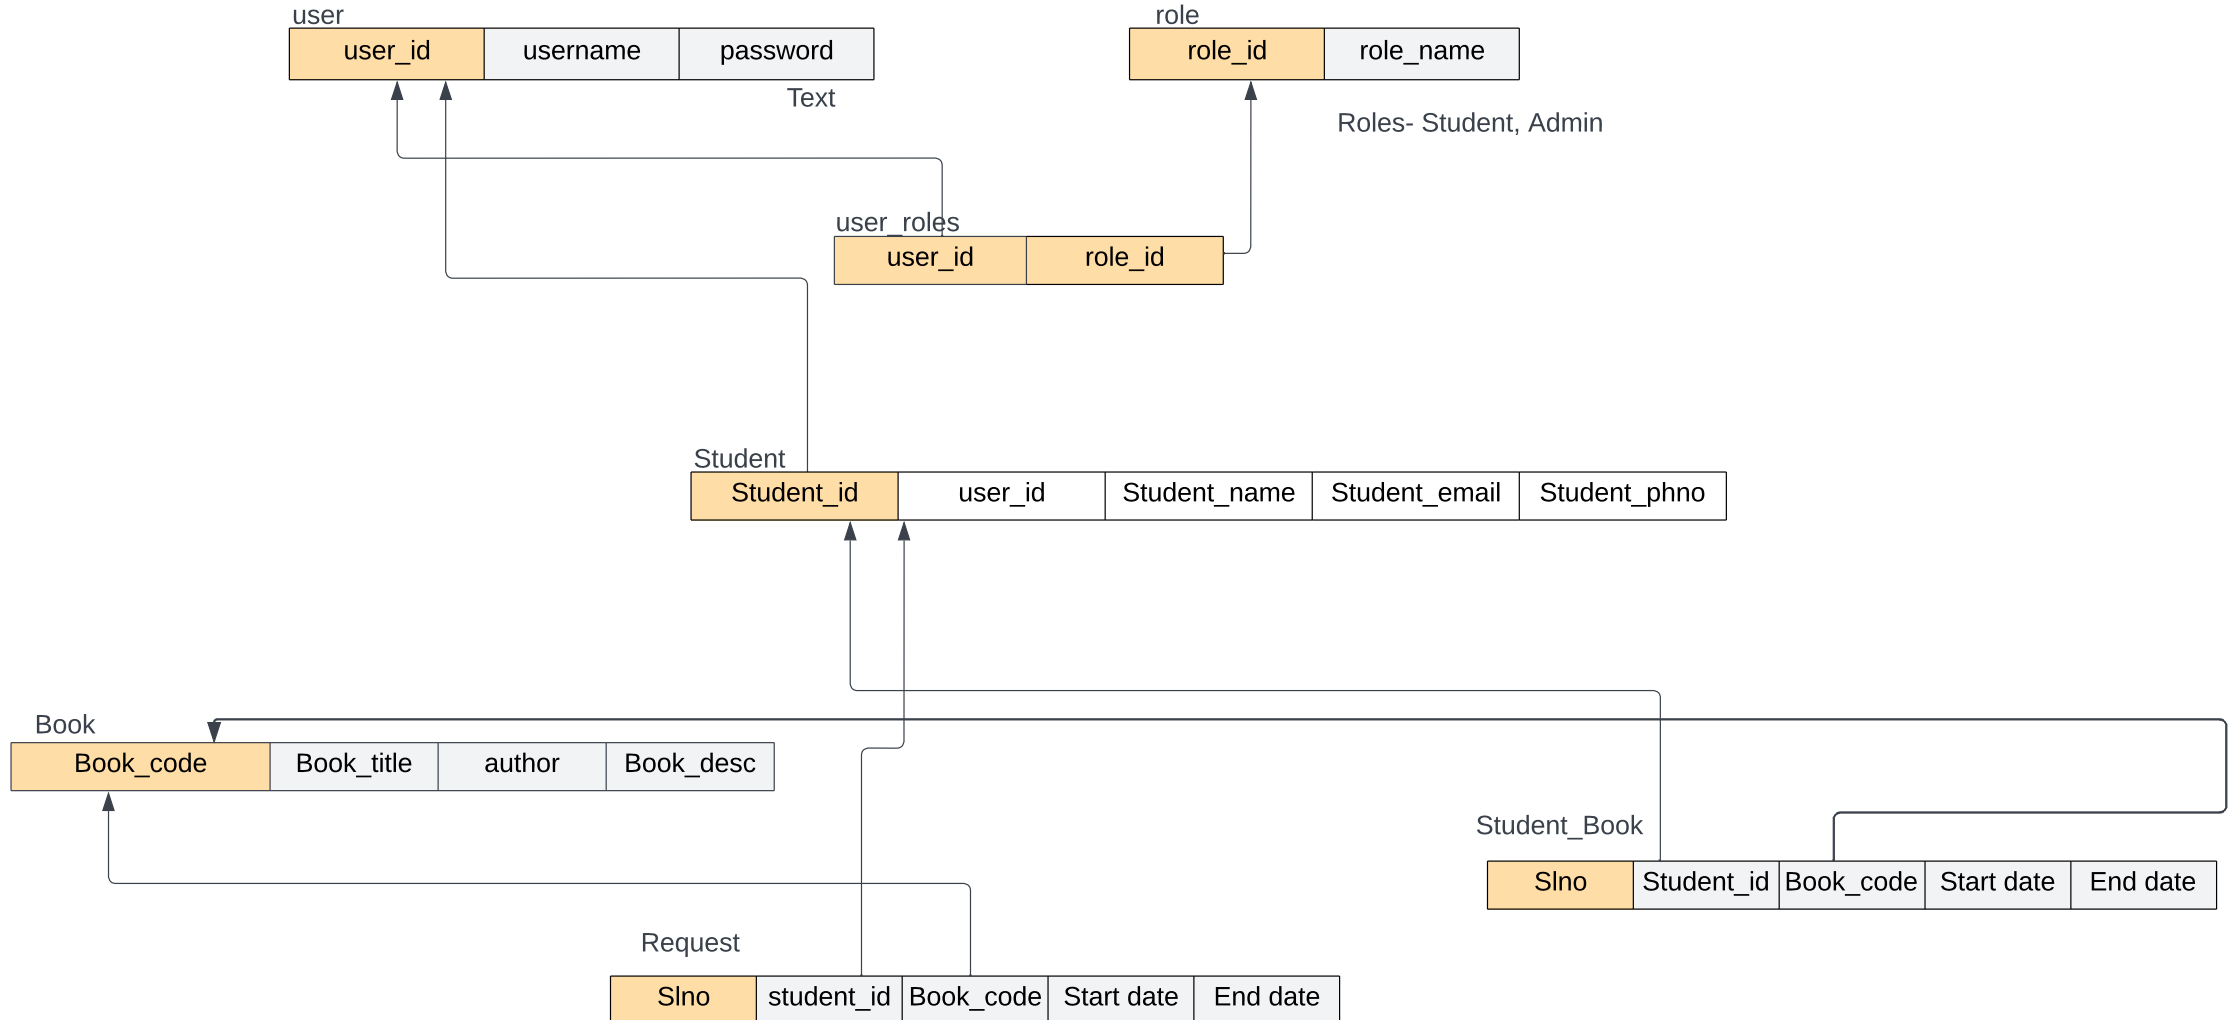 user
role
user_id username password
role_id role_name
Text
Roles- Student, Admin
user_roles
user_id role_id
Student
Student_id user_id Student_name Student_email Student_phno
Book
Book_code Book_title author Book_desc
Student_Book
Slno Student_id Book_code Start date End date
Request
Slno student_id Book_code Start date End date